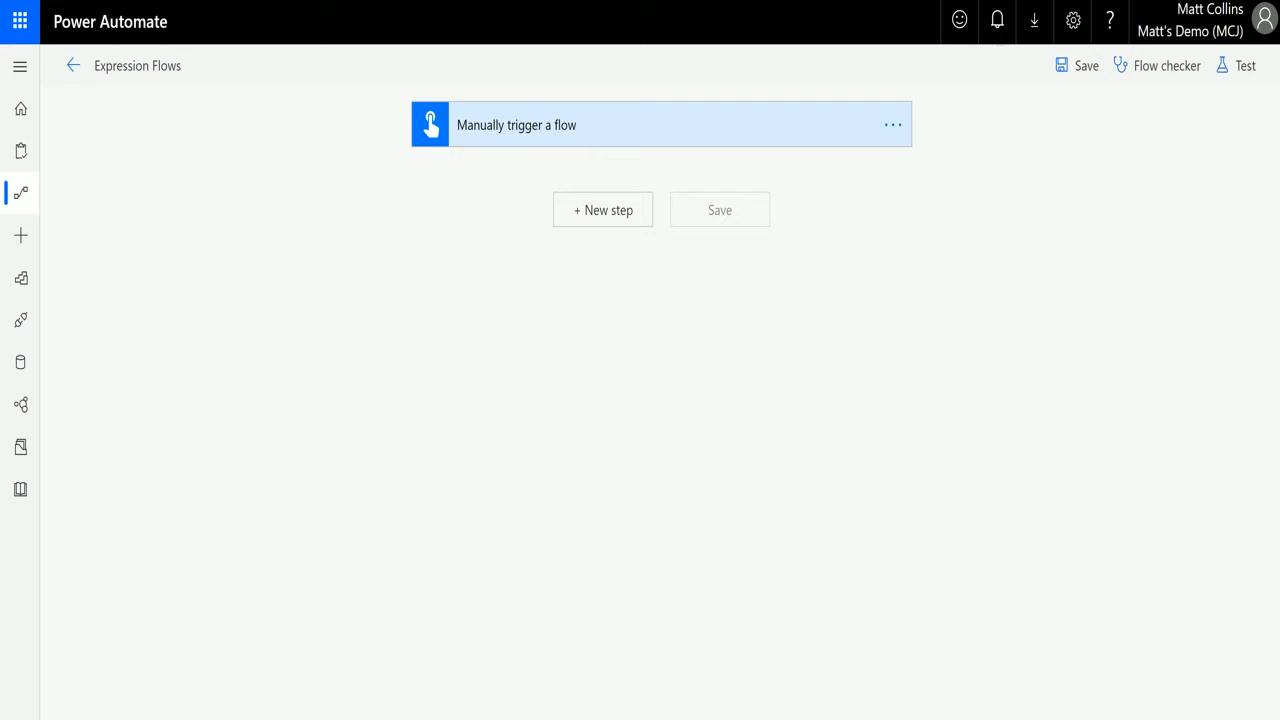 Power Automate
?
Matt Collins
Matt's Demo (MCJ)
Expression Flows
Save
Flow checker
Test
Manually trigger a flow
...
+ New step
Save